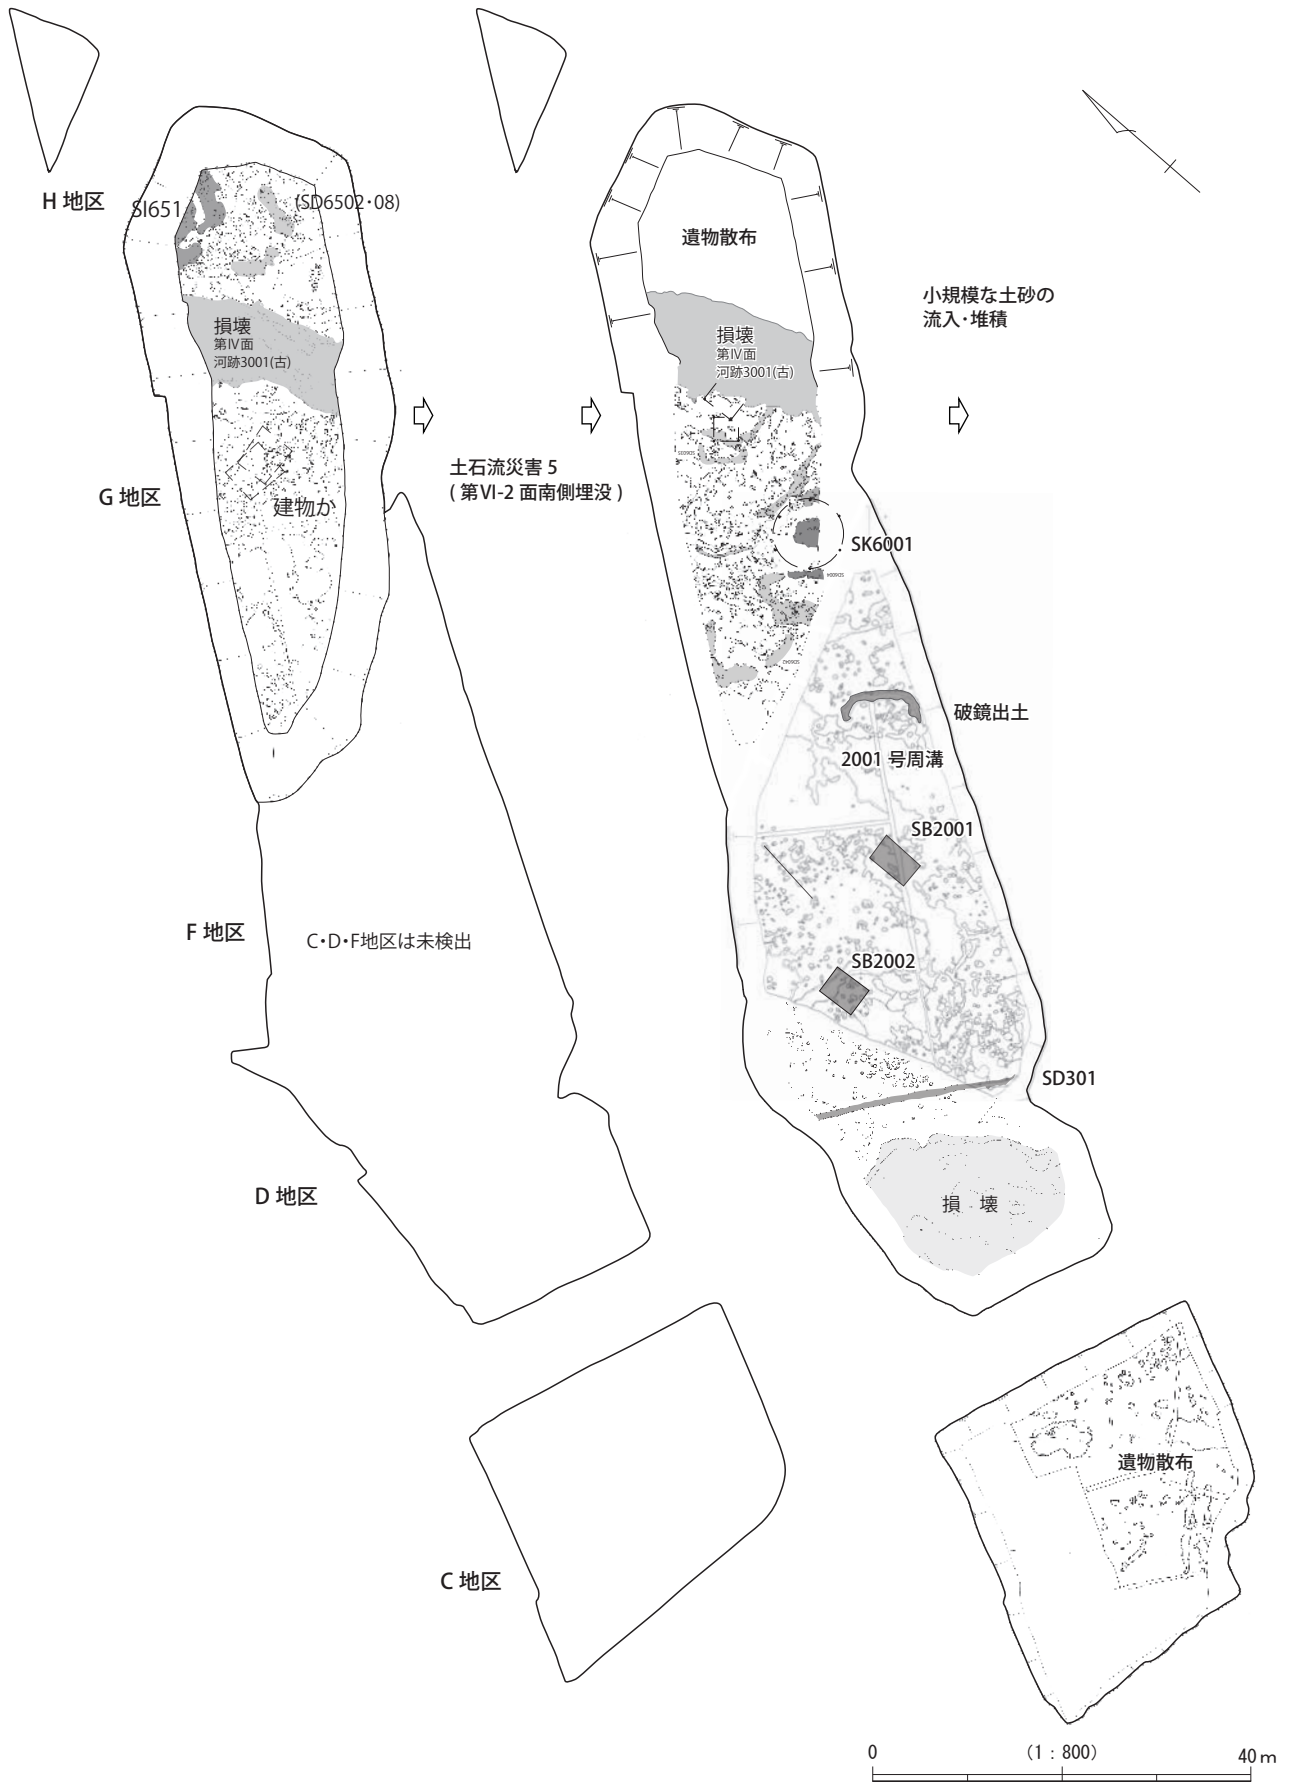 H 地区
SI651
(SD6502・08)
損壊
第Ⅳ面
河跡3001(古)
G 地区
建物か
土石流災害 5
( 第Ⅵ-2 面南側埋没 )
F 地区
C・D・F地区は未検出
D 地区
C 地区
遺物散布
損壊
第Ⅳ面
河跡3001(古)
小規模な土砂の
流入・堆積
SK6001
破鏡出土
2001 号周溝
SB2001
SB2002
SD301
損 壊
遺物散布
0
(1：800)
40 m